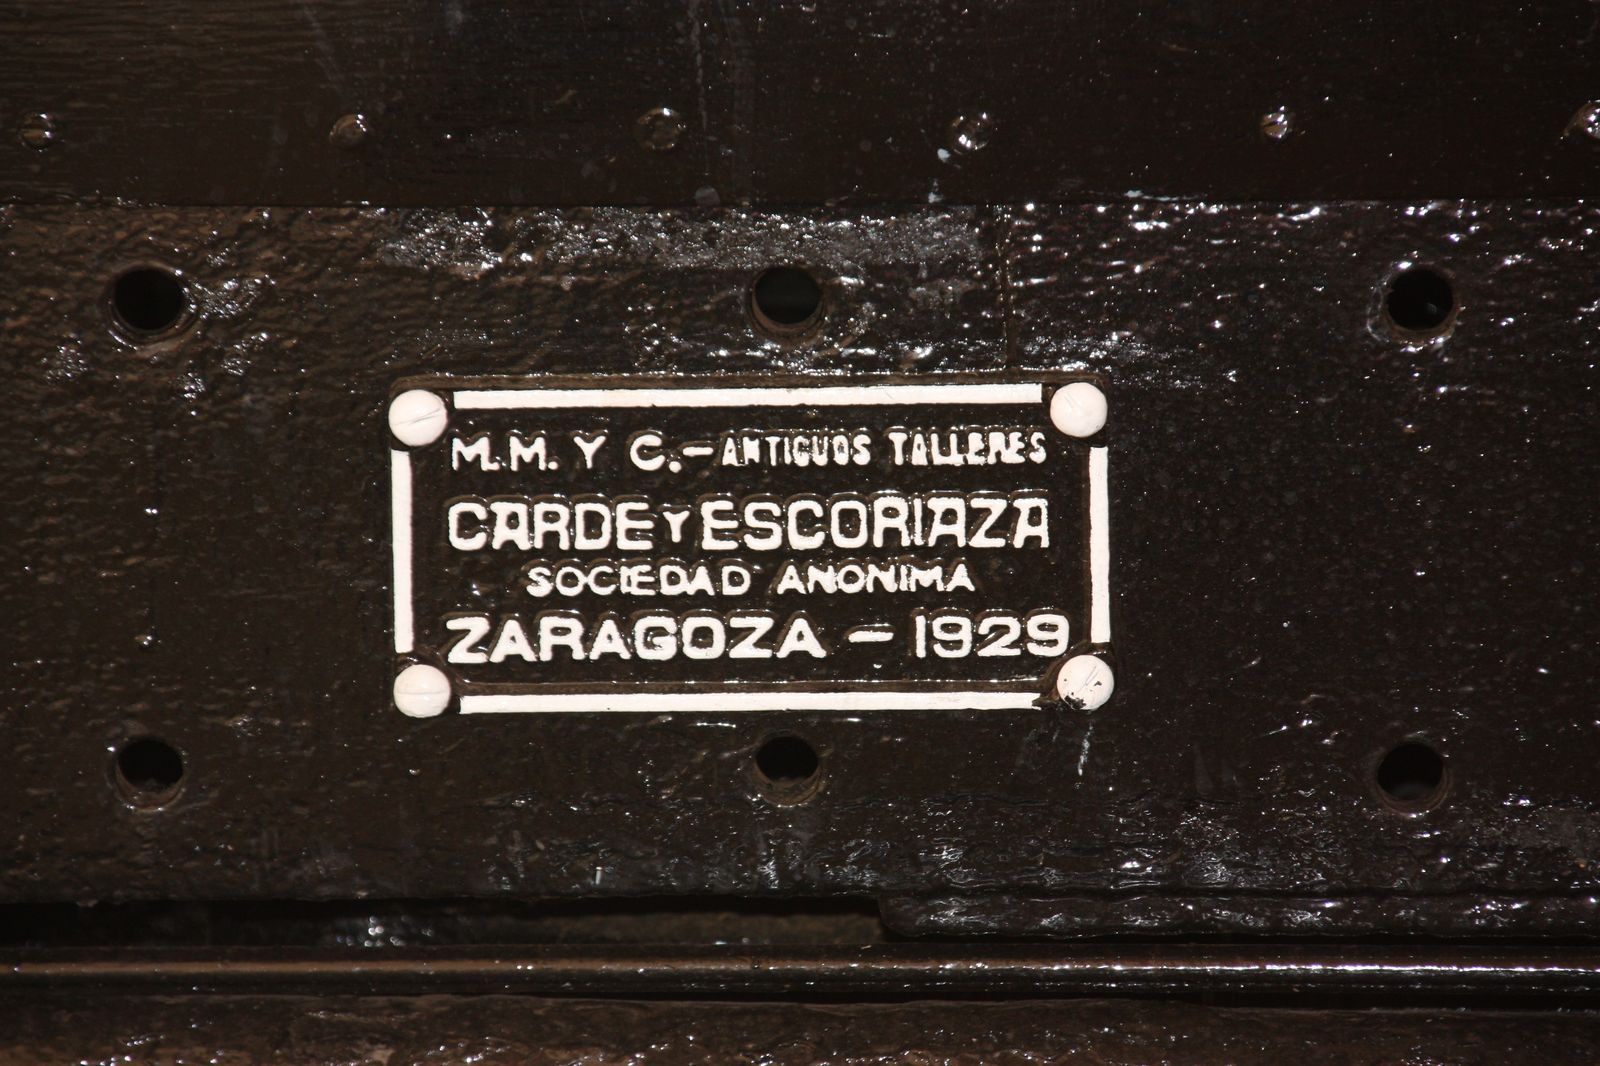 M.M. Y C.-ANTIGUOS TALLERES
CARDE Y ESCORIAZA
SOCIEDAD ANONIMA
ZARAGOZA - 1929